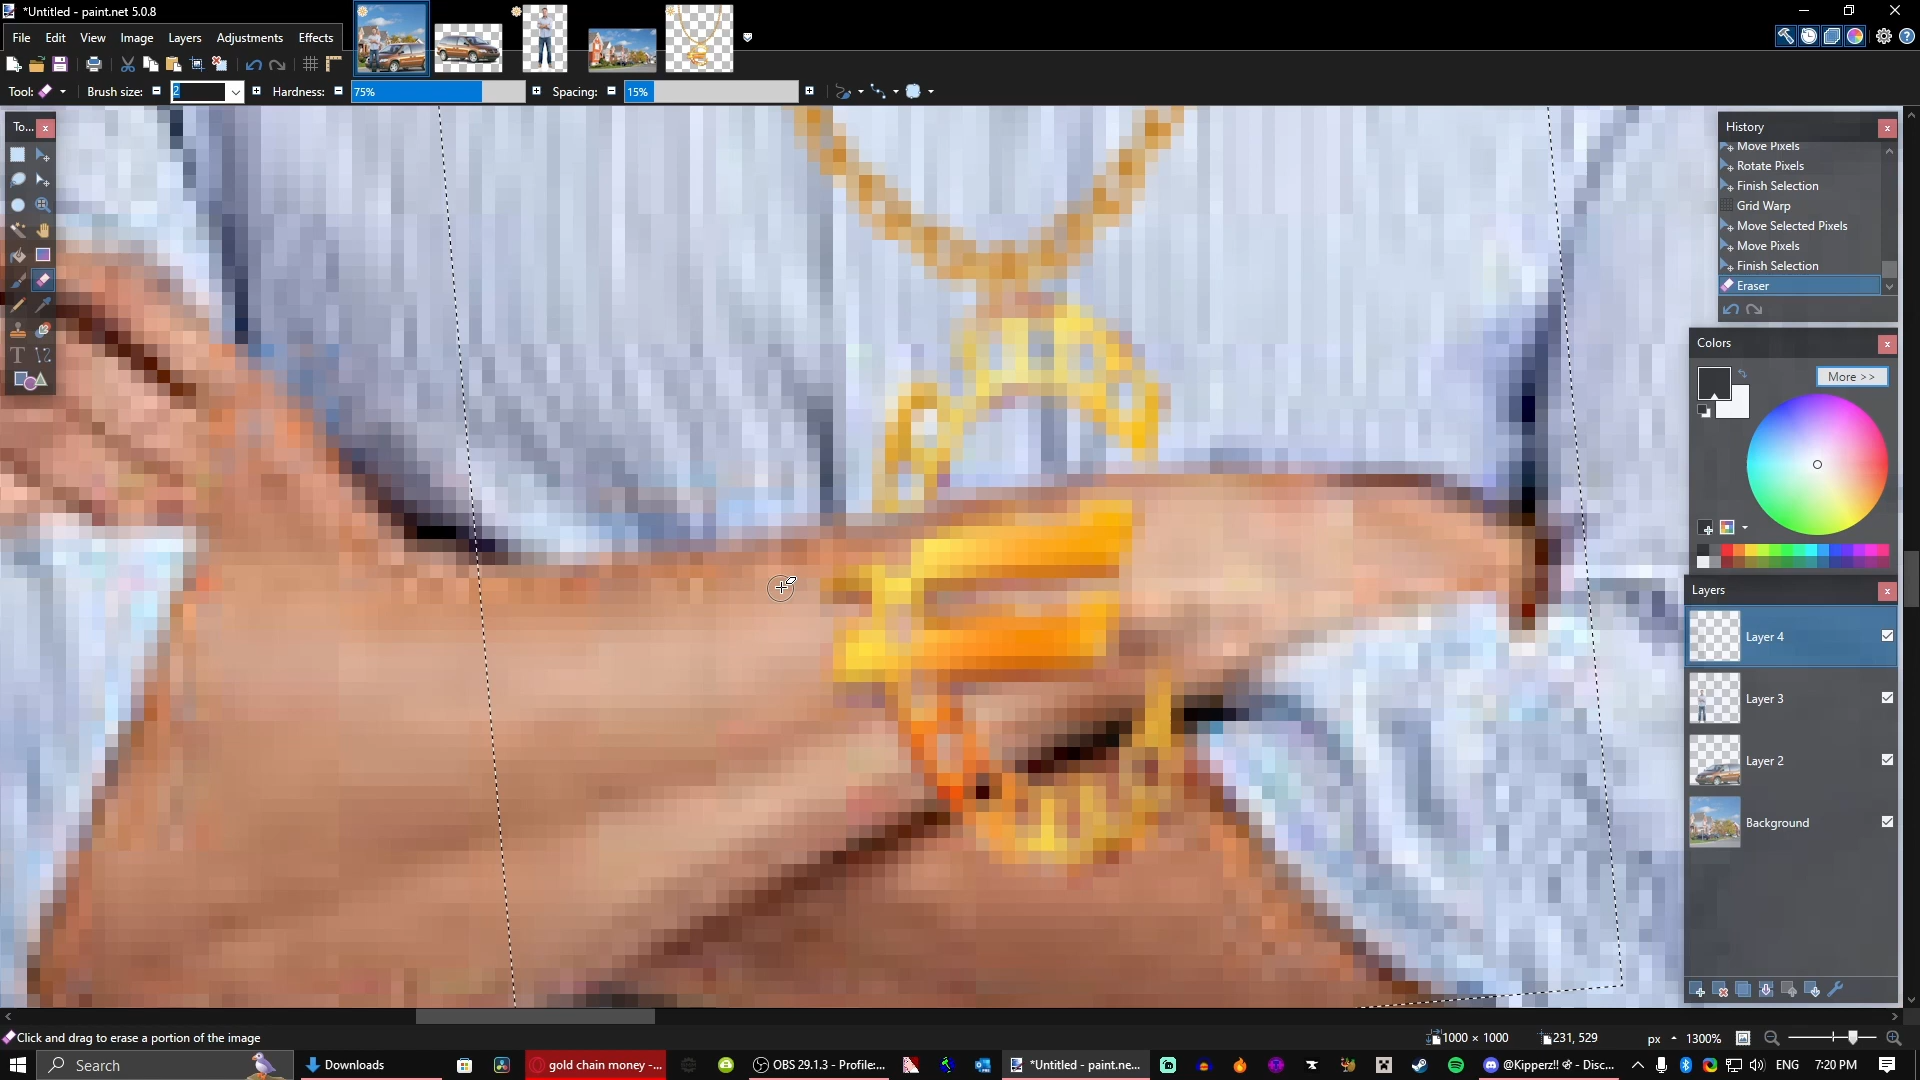 *Untitled - paint.net 5.0.8
File Edit View Image Layers Adjustments Effects
Tool: Brush size: 2 Hardness: 75% Spacing: 15%
To...
History
Move Pixels
Rotate Pixels
Finish Selection
Grid Warp
Move Selected Pixels
Move Pixels
Finish Selection
Eraser
Colors
More >>
Layers
Layer 4
Layer 3
Layer 2
Background
Click and drag to erase a portion of the image
1000 × 1000
231, 529
px
1300%
Search
Downloads
gold chain money -...
OBS 29.1.3 - Profile:...
*Untitled - paint.ne...
@Kipperz!! - Disc...
ENG
7:20 PM